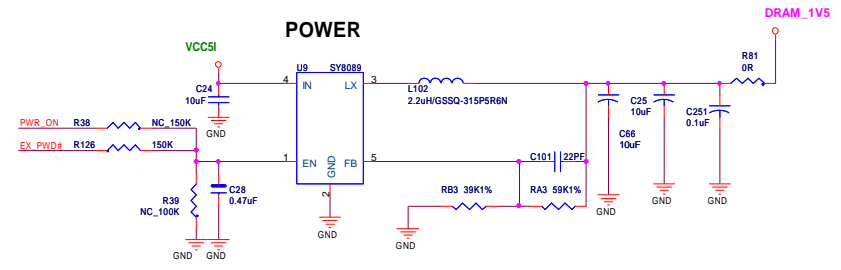 POWER
DRAM_1V5
VCC5I
U9 SY8089
R81
0R
C24
10uF
4 IN LX 3
L102
2.2uH/GSSQ-315P5R6N
C25
10uF
C251
0.1uF
C66
10uF
GND
PWR_ON R38 NC_150K
EX_PWD# R126 150K
1 EN FB 5
GND
2
C101 22PF
R39
NC_100K
C28
0.47uF
RB3 39K1% RA3 59K1%
GND
GND
GND
GND
GND GND
GND
GND